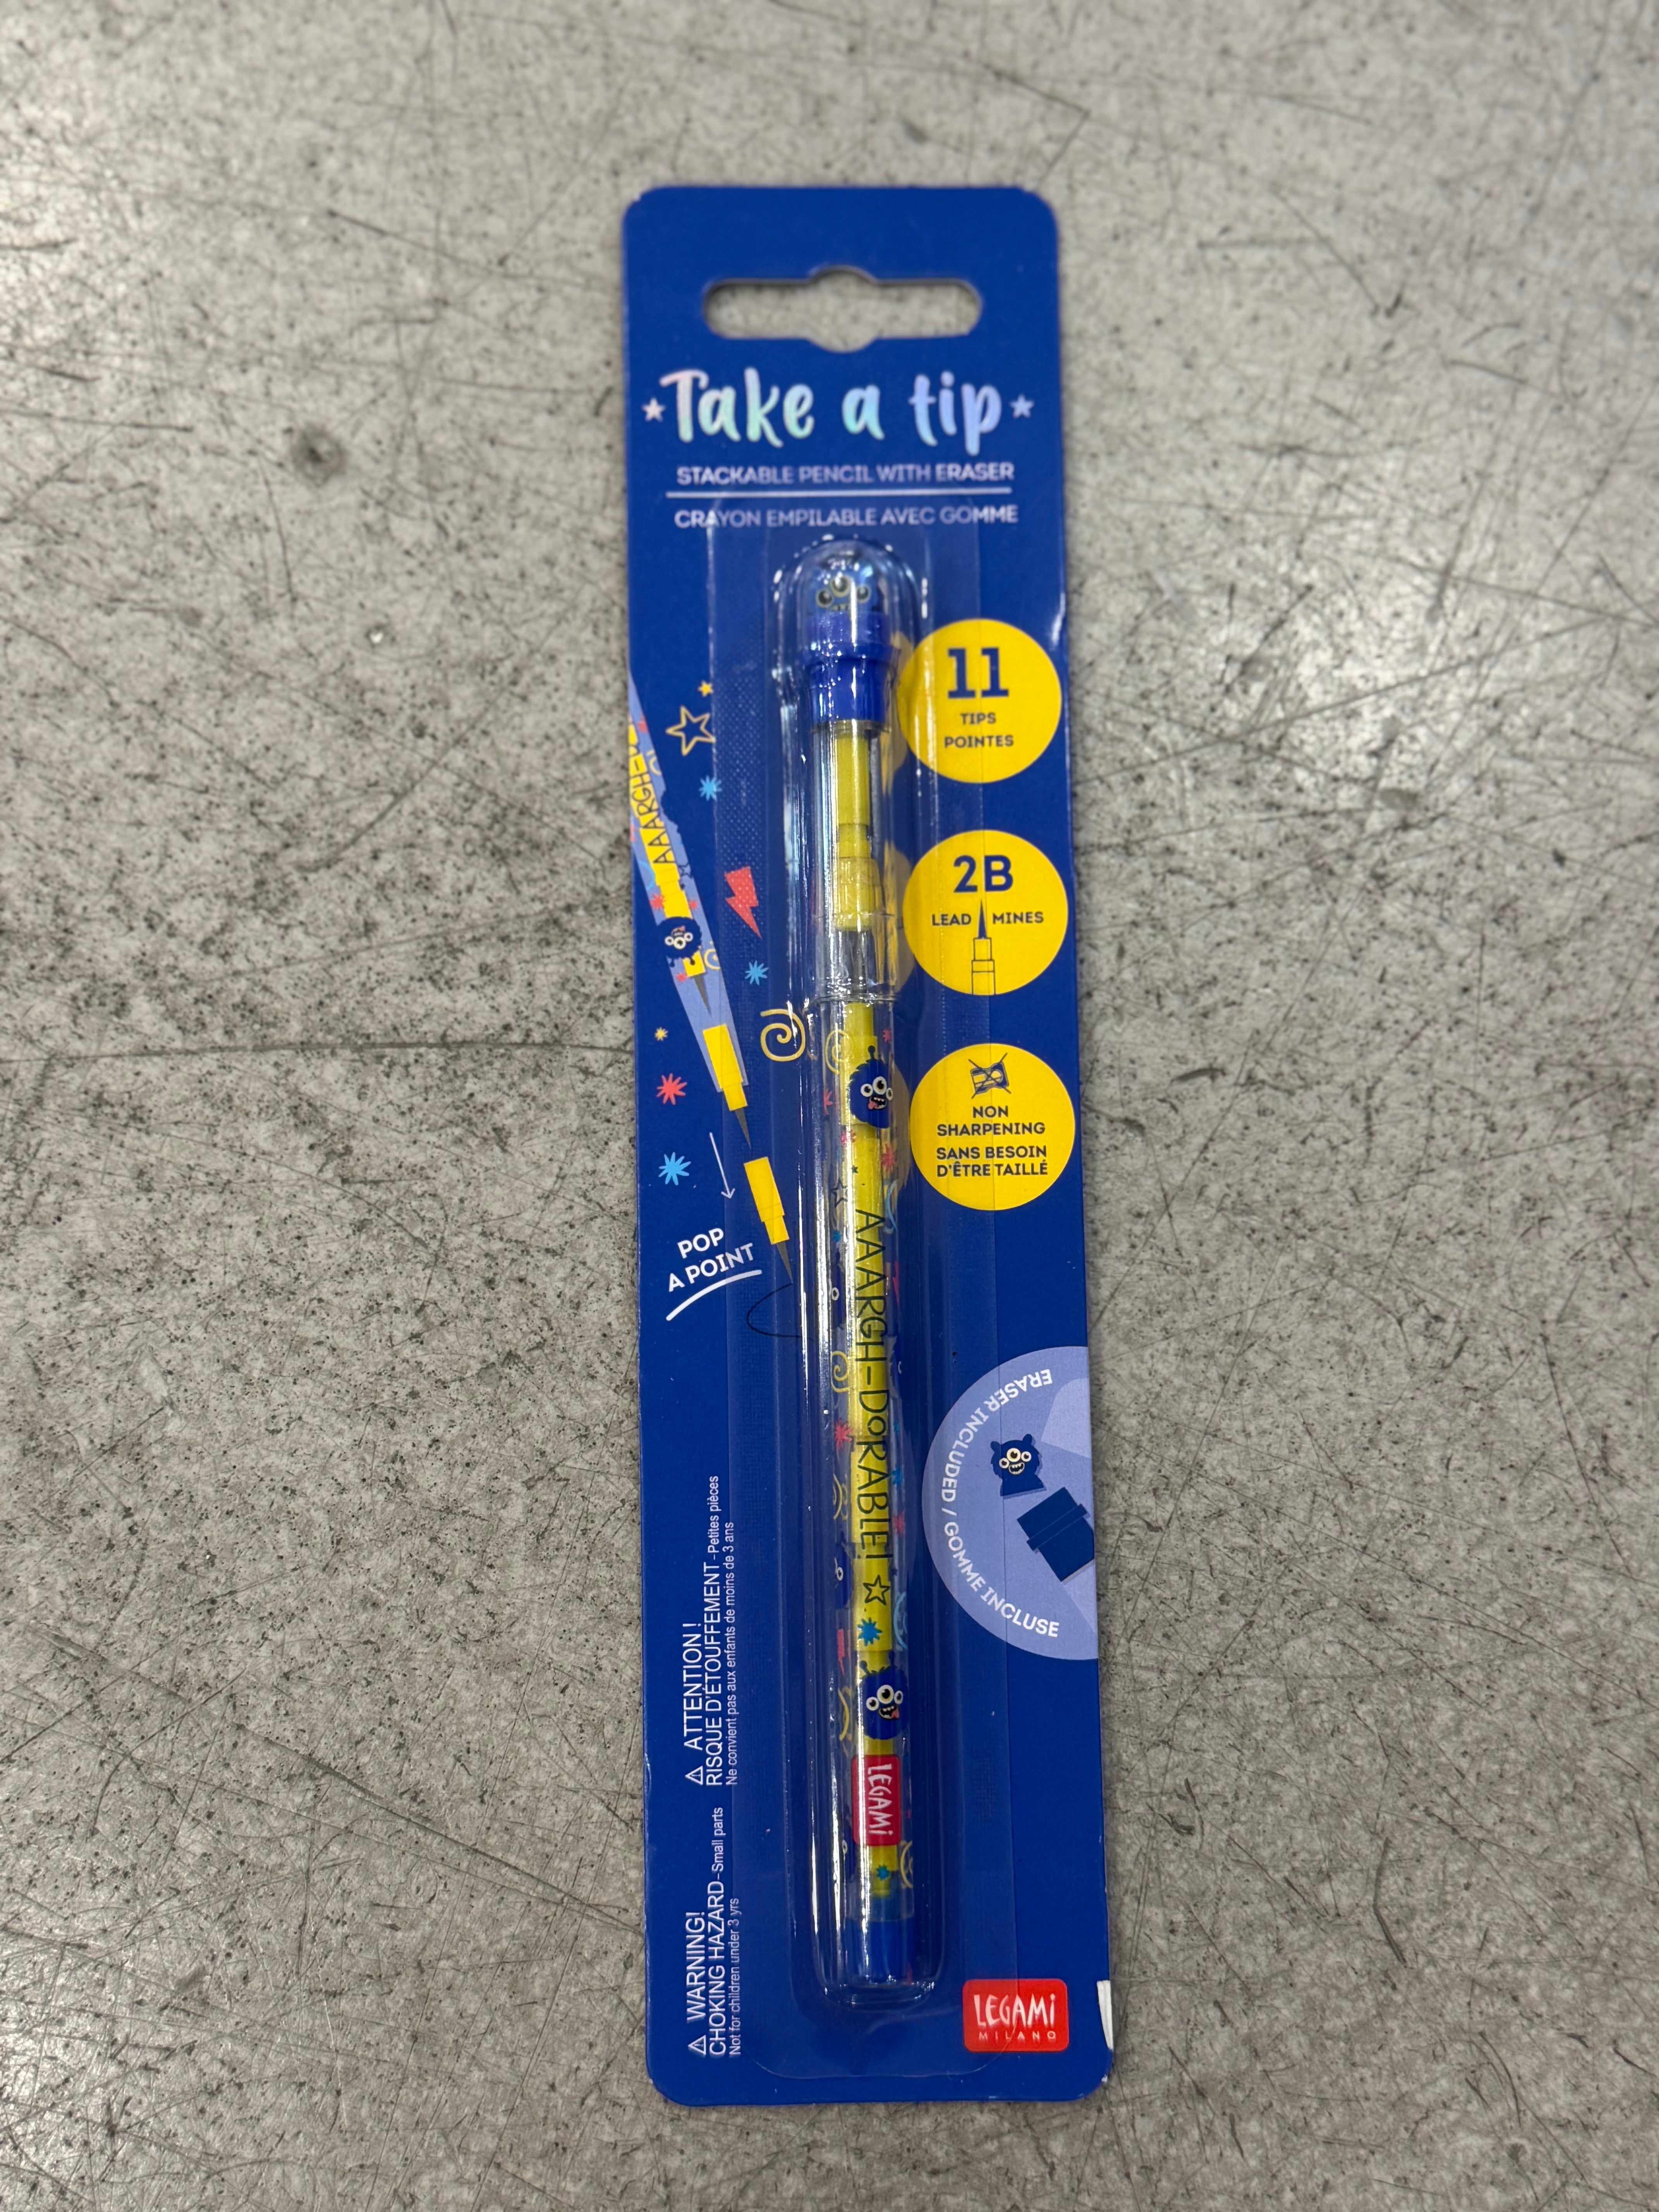 Take a tip
STACKABLE PENCIL WITH ERASER
CRAYON EMPILABLE AVEC GOMME
11
TIPS
POINTES
2B
LEAD MINES
NON
SHARPENING
SANS BESOIN
D'ÊTRE TAILLÉ
AAARGH-D
POP
A POINT
AAARGH-DORABLE!
LEGAMI
ERASER INCLUDED / GOMME INCLUSE
⚠ ATTENTION!
RISQUE D'ÉTOUFFEMENT - Petites pièces
Ne convient pas aux enfants de moins de 3 ans
⚠ WARNING!
CHOKING HAZARD - Small parts
Not for children under 3 yrs
LEGAMI
MILANO